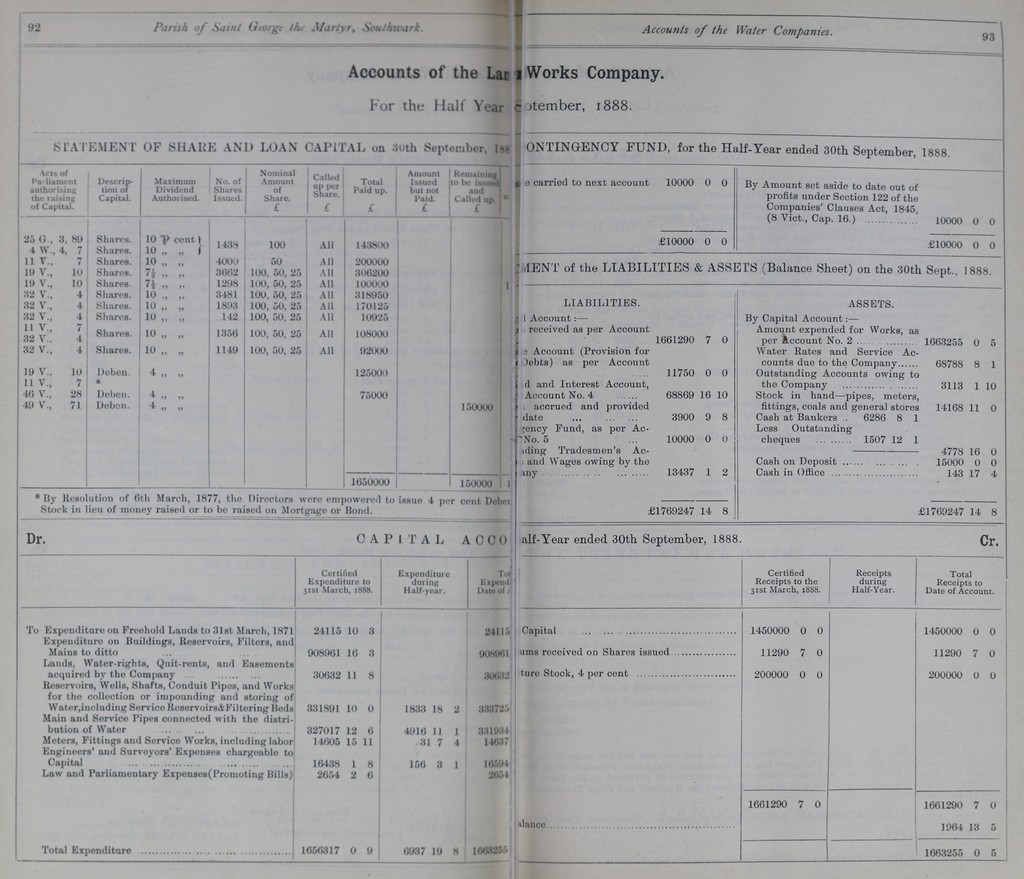 92 Parish of Saint George the Martyr, Southwark.
Accounts of the
For the Half Year
STATEMENT OF SHARE AND LOAN CAPITAL on 30th September, 188
Acts of Parliament authorising the raising of Capital. Description of Capital. Maximum Dividend Authorised. No. of Shares Issued. Nominal Amount of Share. £ Called up per Share. £ Total Paid up. £ Amount Issued but not Paid. £ Remaining to be issued and Called up. £
25 G., 3, 89 Shares. 10 ℔ cent }
4 W., 4, 7 Shares. 10 „ „ } 1438 100 All 143800
11 V., 7 Shares. 10 „ „ 4000 50 All 200000
19 V., 10 Shares. 7½ „ „ 3662 100, 50, 25 All 306200
19 V., 10 Shares. 7½ „ „ 1298 100, 50, 25 All 100000 1
32 V., 4 Shares. 10 „ „ 3481 100, 50, 25 All 318950
32 V., 4 Shares. 10 „ „ 1893 100, 50, 25 All 170125
32 V., 4 Shares. 10 „ „ 142 100, 50, 25 All 10925
11 V., 7
32 V., 4 Shares. 10 „ „ 1356 100, 50, 25 All 108000
32 V., 4 Shares. 10 „ „ 1149 100, 50, 25 All 92000
19 V., 10 Deben. 4 „ „ 125000
11 V., 7 *
46 V., 28 Deben. 4 „ „ 75000
49 V., 71 Deben. 4 „ „ 150000
1650000 150000 1
* By Resolution of 6th March, 1877, the Directors were empowered to issue 4 per cent Deben
Stock in lieu of money raised or to be raised on Mortgage or Bond.
Dr. CAPITAL ACCO
Certified Expenditure to 31st March, 1888. Expenditure during Half-year.
To Expenditure on Freehold Lands to 31st March, 1871 24115 10 3 24115
Expenditure on Buildings, Reservoirs, Filters, and
Mains to ditto ... 908961 16 3 908961
Lands, Water-rights, Quit-rents, and Easements
acquired by the Company ... 30632 11 8 30632
Reservoirs, Wells, Shafts, Conduit Pipes, and Works
for the collection or impounding and storing of
Water,including Service Reservoirs&Filtering Beds 331891 10 0 1833 18 2 333725
Main and Service Pipes connected with the distri-
bution of Water ... 327017 12 6 4916 11 1 331934
Meters, Fittings and Service Works, including labor 14605 15 11 31 7 4 14637
Engineers' and Surveyors' Expenses chargeable to
Capital ... 16438 1 8 156 3 1 16594
Law and Parliamentary Expenses(Promoting Bills) 2654 2 6 2654
Total Expenditure ... 1656317 0 9 6937 19 8 1663255
Accounts of the Water Companies. 93
Works Company.
tember, 1888.
ONTINGENCY FUND, for the Half-Year ended 30th September, 1888.
e carried to next account 10000 0 0
£10000 0 0
By Amount set aside to date out of
profits under Section 122 of the
Companies' Clauses Act, 1845,
(8 Vict., Cap. 16.) ... 10000 0 0
£10000 0 0
MENT of the LIABILITIES & ASSETS (Balance Sheet) on the 30th Sept., 1888.
LIABILITIES.
l Account :—
received as per Account
1661290 7 0
Account (Provision for
Debts) as per Account
... 11750 0 0
d and Interest Account,
Account No. 4 ... 68869 16 10
accrued and provided
date ... 3900 9 8
gency Fund, as per Ac-
No. 5 ... 10000 0 0
ding Tradesmen's Ac-
and Wages owing by the
any ... 13437 1 2
£1769247 14 8
ASSETS.
By Capital Account :—
Amount expended for Works, as
per Account No. 2 ... 1663255 0 5
Water Rates and Service Ac-
counts due to the Company...... 68788 8 1
Outstanding Accounts owing to
the Company ... 3113 1 10
Stock in hand—pipes, meters,
fittings, coals and general stores 14168 11 0
Cash at Bankers .. 6286 8 1
Less Outstanding
cheques ... 1507 12 1
4778 16 0
Cash on Deposit ... 15000 0 0
Cash in Office ... 143 17 4
£1769247 14 8
alf-Year ended 30th September, 1888. Cr.
Certified Receipts to the 31st March, 1888. Receipts during Half-Year. Total Receipts to Date of Account.
Capital ... 1450000 0 0 1450000 0 0
ums received on Shares issued ... 11290 7 0 11290 7 0
ture Stock, 4 per cent ... 200000 0 0 200000 0 0
1661290 7 0 1661290 7 0
lance ... 1964 13 5
1663255 0 5